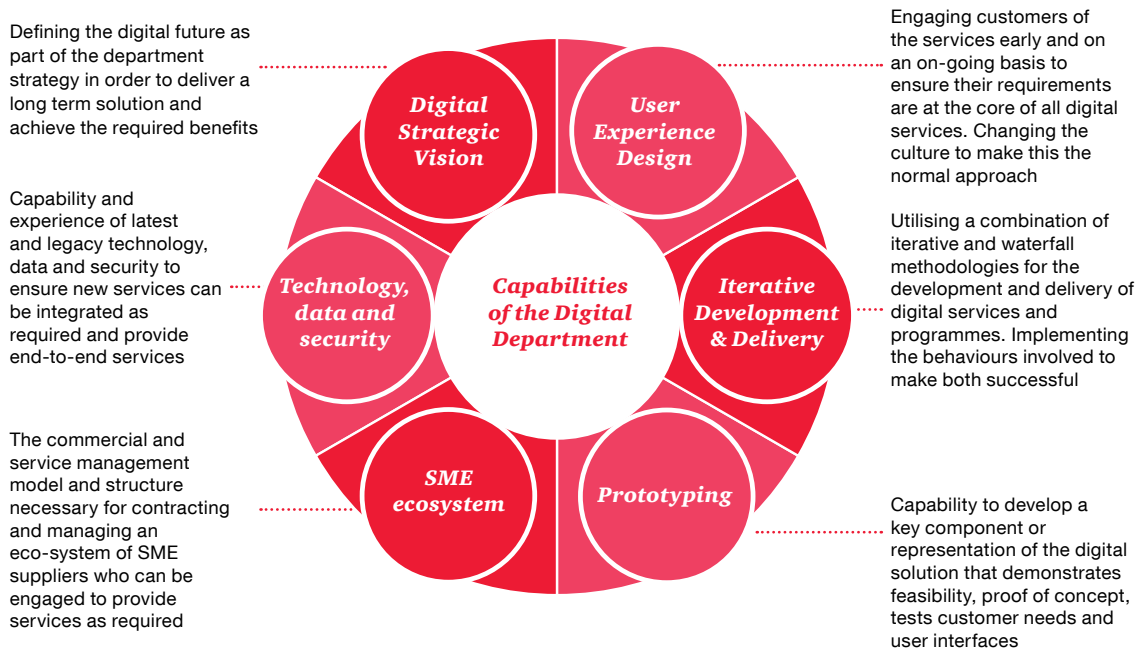 Defining the digital future as
part of the department
strategy in order to deliver a
long term solution and
achieve the required benefits
Digital
Strategic
Vision
User
Experience
Design
Engaging customers of
the services early and on
an on-going basis to
ensure their requirements
are at the core of all digital
services. Changing the
culture to make this the
normal approach
Capability and
experience of latest
and legacy technology,
data and security to
ensure new services can
be integrated as
required and provide
end-to-end services
Technology,
data and
security
Capabilities
of the Digital
Department
Iterative
Development
& Delivery
Utilising a combination of
iterative and waterfall
methodologies for the
development and delivery of
digital services and
programmes. Implementing
the behaviours involved to
make both successful
The commercial and
service management
model and structure
necessary for contracting
and managing an
eco-system of SME
suppliers who can be
engaged to provide
services as required
SME
ecosystem
Prototyping
Capability to develop a
key component or
representation of the digital
solution that demonstrates
feasibility, proof of concept,
tests customer needs and
user interfaces